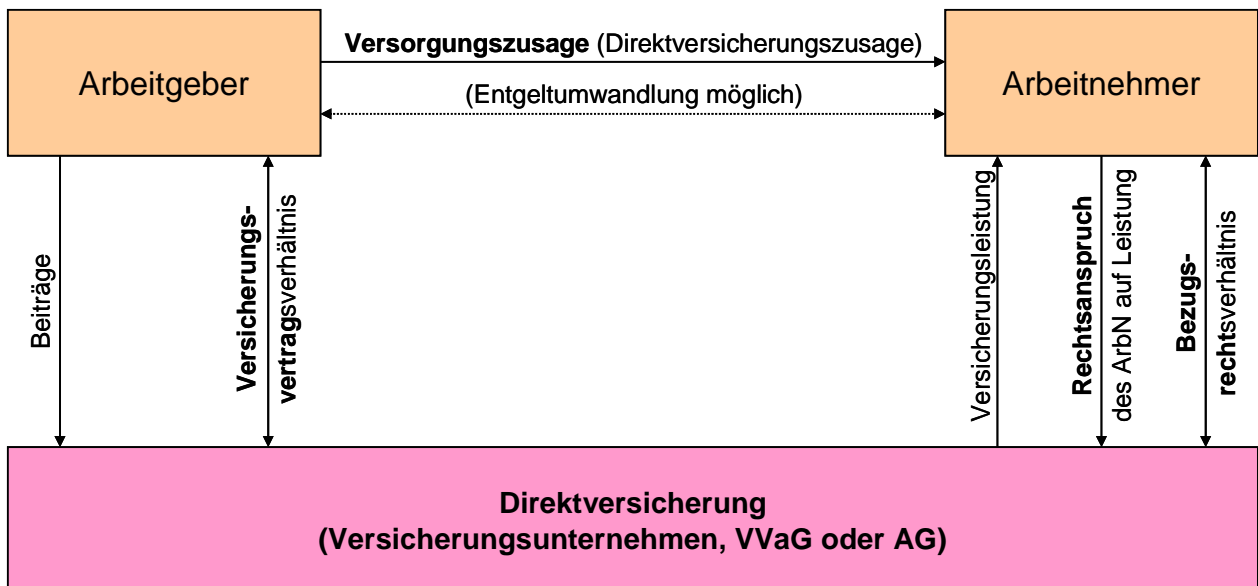 Versorgungszusage (Direktversicherungszusage)
Arbeitgeber
Arbeitnehmer
(Entgeltumwandlung möglich)
Beiträge
Versicherungs-
vertragsverhältnis
Versicherungsleistung
Rechtsanspruch
des ArbN auf Leistung
Bezugs-
rechtsverhältnis
Direktversicherung
(Versicherungsunternehmen, VVaG oder AG)